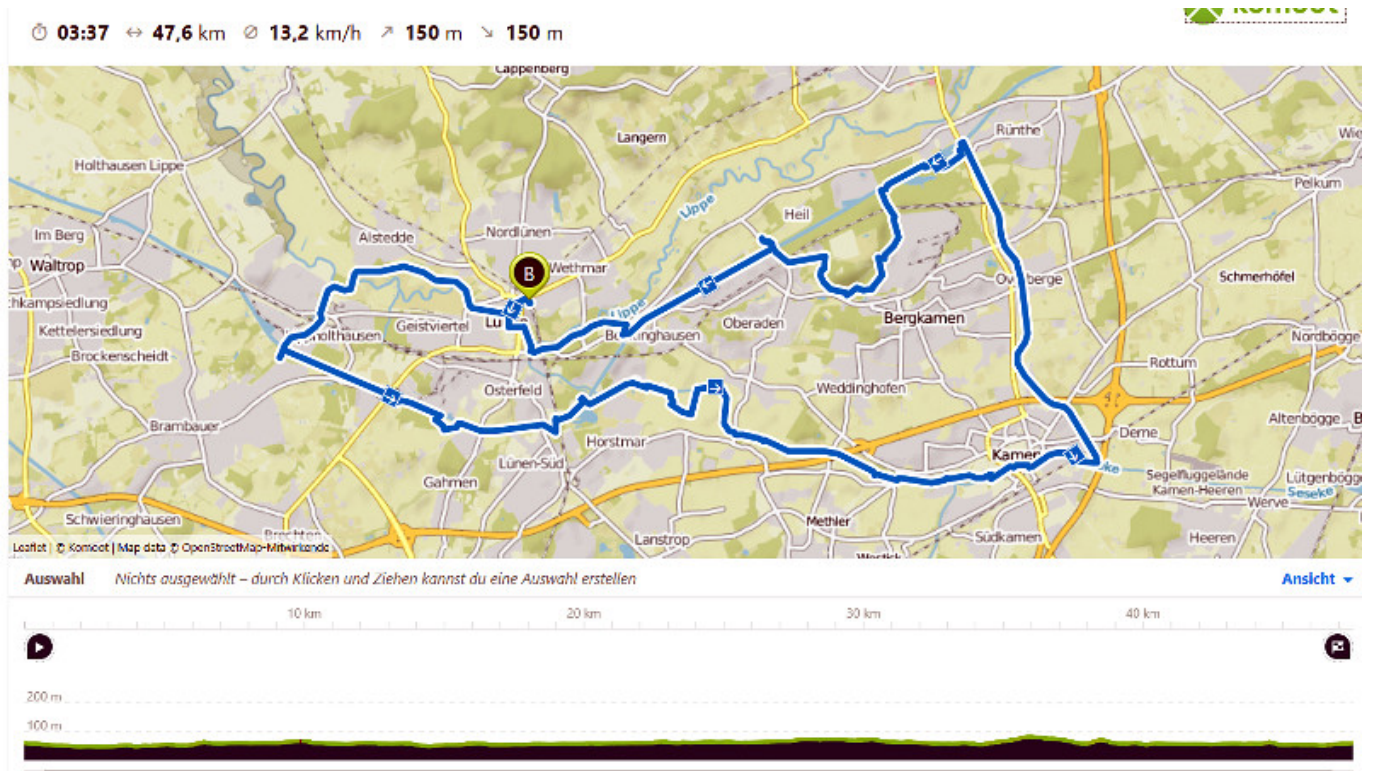 03:37 47,6 km 13,2 km/h 150 m 150 m
komoot
Cappenberg
Langern
Rünthe
Holthausen Lippe
Pelkum
Lippe
Heil
Im Berg
Alstedde
Nordlünen
Waltrop
Wethmar
B
Schmerhöfel
Geistviertel
Lippe
Oberaden
Bergkamen
Kettelersiedlung
Brockenscheidt
Nordbögge
Rottum
Osterfeld
Weddinghofen
Brambauer
Altenbögge
Horstmar
Derne
Kamen
Lünen-Süd
Segelfluggelände
Kamen-Heeren
Lütgenbögge
Gahmen
Werve
Seseke
Schwieringhausen
Methler
Brechten
Lanstrop
Südkamen
Heeren
Leaflet | © Komoot | Map data © OpenStreetMap-Mitwirkende
Auswahl Nichts ausgewählt – durch Klicken und Ziehen kannst du eine Auswahl erstellen Ansicht
10 km 20 km 30 km 40 km
200 m
100 m